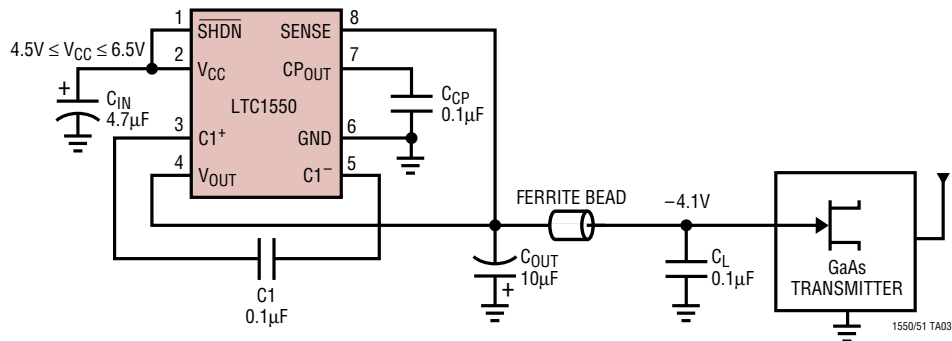 1
SHDN
SENSE
8
4.5V ≤ VCC ≤ 6.5V
2
VCC
CPOUT
7
+
CIN
4.7µF
LTC1550
CCP
0.1µF
3
C1+
GND
6
4
VOUT
C1–
5
FERRITE BEAD
–4.1V
COUT
10µF
+
CL
0.1µF
GaAs
TRANSMITTER
C1
0.1µF
1550/51 TA03